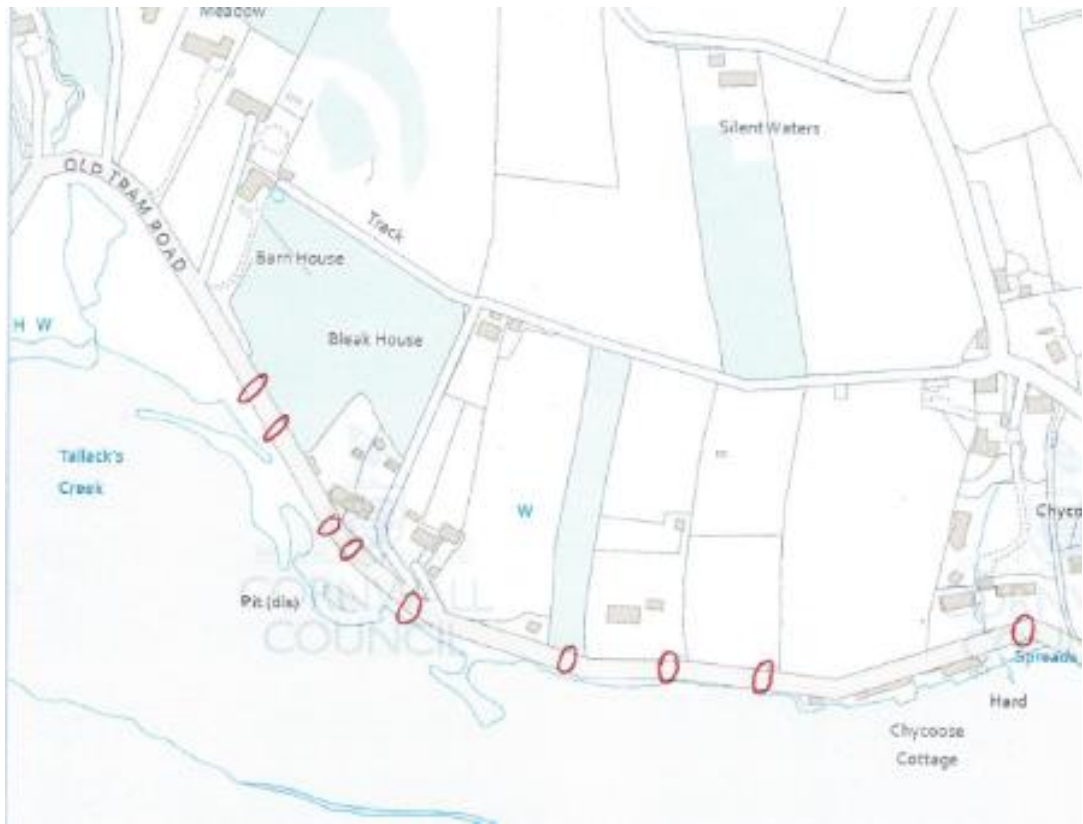 Meadow
Silent Waters
OLD TRAM ROAD
Track
Barn House
H W
Bleak House
Tallack's
Creek
W
Chyco
Pit (dis)
CORNWALL
COUNCIL
Spreads
Hard
Chycoose
Cottage